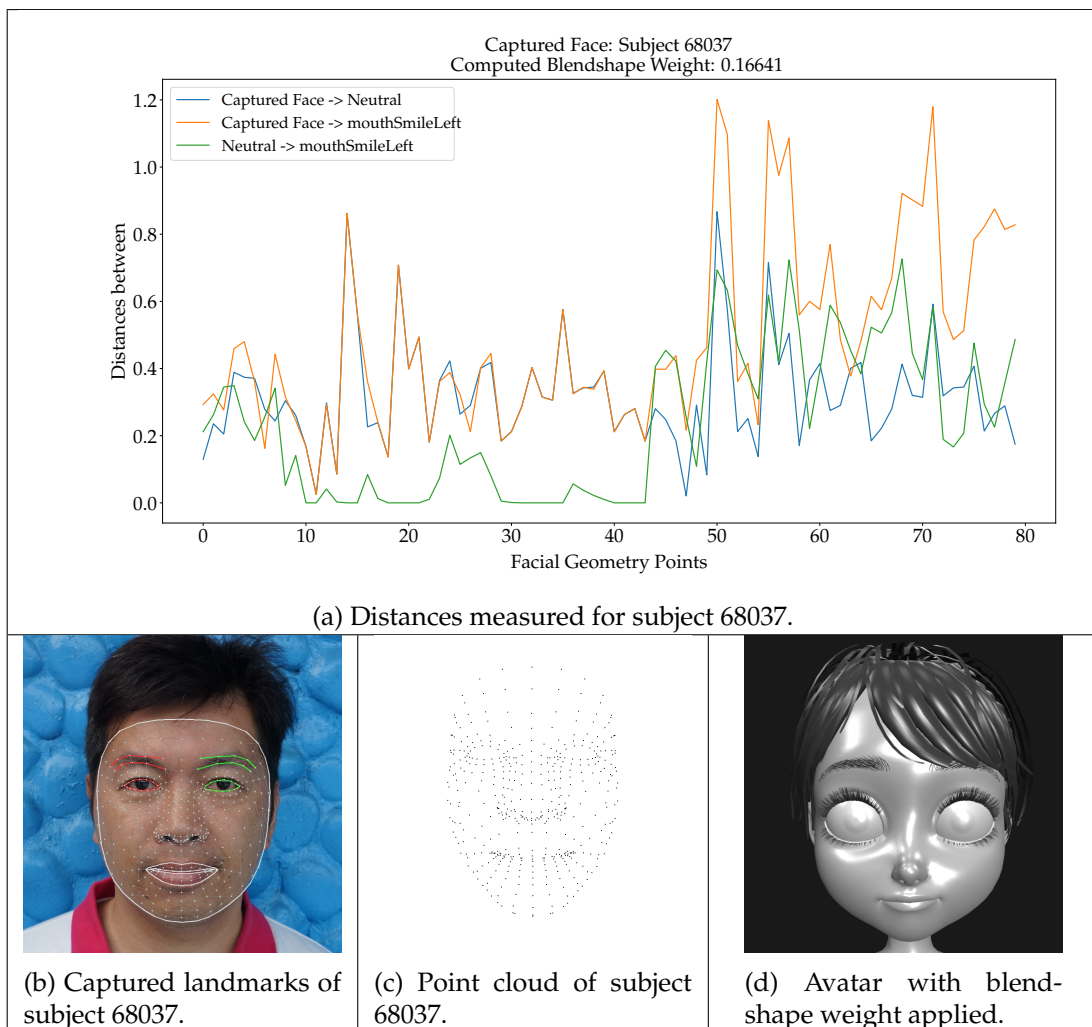 Captured Face: Subject 68037
Computed Blendshape Weight: 0.16641
Captured Face -> Neutral
Captured Face -> mouthSmileLeft
Neutral -> mouthSmileLeft
Distances between
1.2
1.0
0.8
0.6
0.4
0.2
0.0
0 10 20 30 40 50 60 70 80
Facial Geometry Points
(a) Distances measured for subject 68037.
(b) Captured landmarks of
subject 68037.
(c) Point cloud of subject
68037.
(d) Avatar with blend-
shape weight applied.